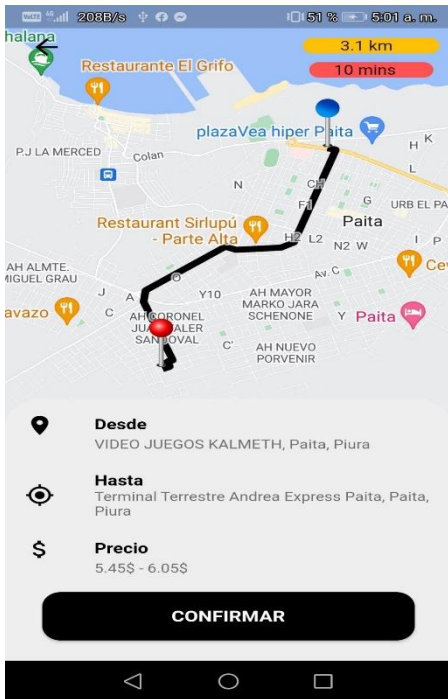 208B/s
51 %
5:01 a. m.
halana
3.1 km
10 mins
Restaurante El Grifo
plazaVea hiper Paita
P.J LA MERCED
Colan
H
K
L
N
CH
F1
G
URB EL PA
Restaurant Sirlupú
- Parte Alta
Paita
H2
L2
N2
W
I
P
AH ALMTE.
MIGUEL GRAU
O
Av. C
Cev
J
A
Y10
AH MAYOR
MARKO JARA
SCHENONE
avazo
C
AH CORONEL
JUAN VALER
SANDOVAL
Y
Paita
C'
AH NUEVO
PORVENIR
Desde
VIDEO JUEGOS KALMETH, Paita, Piura
Hasta
Terminal Terrestre Andrea Express Paita, Paita,
Piura
$
Precio
5.45$ - 6.05$
CONFIRMAR